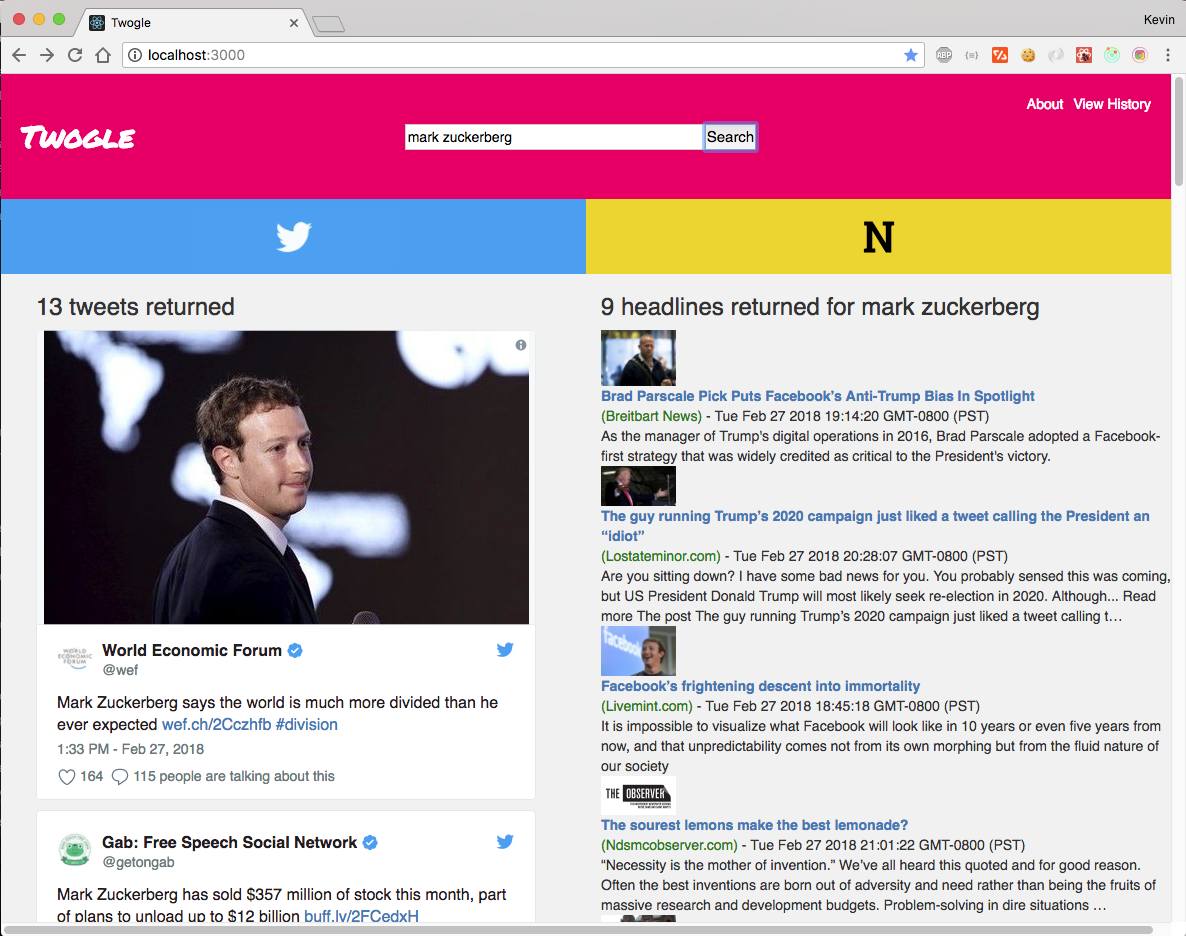 Twogle
Kevin
localhost:3000
ABP
About View History
Twogle
mark zuckerberg
Search
N
13 tweets returned
World Economic Forum
@wef
Mark Zuckerberg says the world is much more divided than he
ever expected wef.ch/2Cczhfb #division
1:33 PM - Feb 27, 2018
164 115 people are talking about this
WORLD
ECONOMIC
FORUM
Gab: Free Speech Social Network
@getongab
Mark Zuckerberg has sold $357 million of stock this month, part
of plans to unload up to $12 billion buff.ly/2FCedxH
9 headlines returned for mark zuckerberg
Brad Parscale Pick Puts Facebook’s Anti-Trump Bias In Spotlight
(Breitbart News) - Tue Feb 27 2018 19:14:20 GMT-0800 (PST)
As the manager of Trump's digital operations in 2016, Brad Parscale adopted a Facebook-
first strategy that was widely credited as critical to the President's victory.
The guy running Trump’s 2020 campaign just liked a tweet calling the President an
“idiot”
(Lostateminor.com) - Tue Feb 27 2018 20:28:07 GMT-0800 (PST)
Are you sitting down? I have some bad news for you. You probably sensed this was coming,
but US President Donald Trump will most likely seek re-election in 2020. Although... Read
more The post The guy running Trump’s 2020 campaign just liked a tweet calling t…
facebook
Facebook’s frightening descent into immortality
(Livemint.com) - Tue Feb 27 2018 18:45:18 GMT-0800 (PST)
It is impossible to visualize what Facebook will look like in 10 years or even five years from
now, and that unpredictability comes not from its own morphing but from the fluid nature of
our society
THE OBSERVER
The sourest lemons make the best lemonade?
(Ndsmcobserver.com) - Tue Feb 27 2018 21:01:22 GMT-0800 (PST)
“Necessity is the mother of invention.” We’ve all heard this quoted and for good reason.
Often the best inventions are born out of adversity and need rather than being the fruits of
massive research and development budgets. Problem-solving in dire situations …